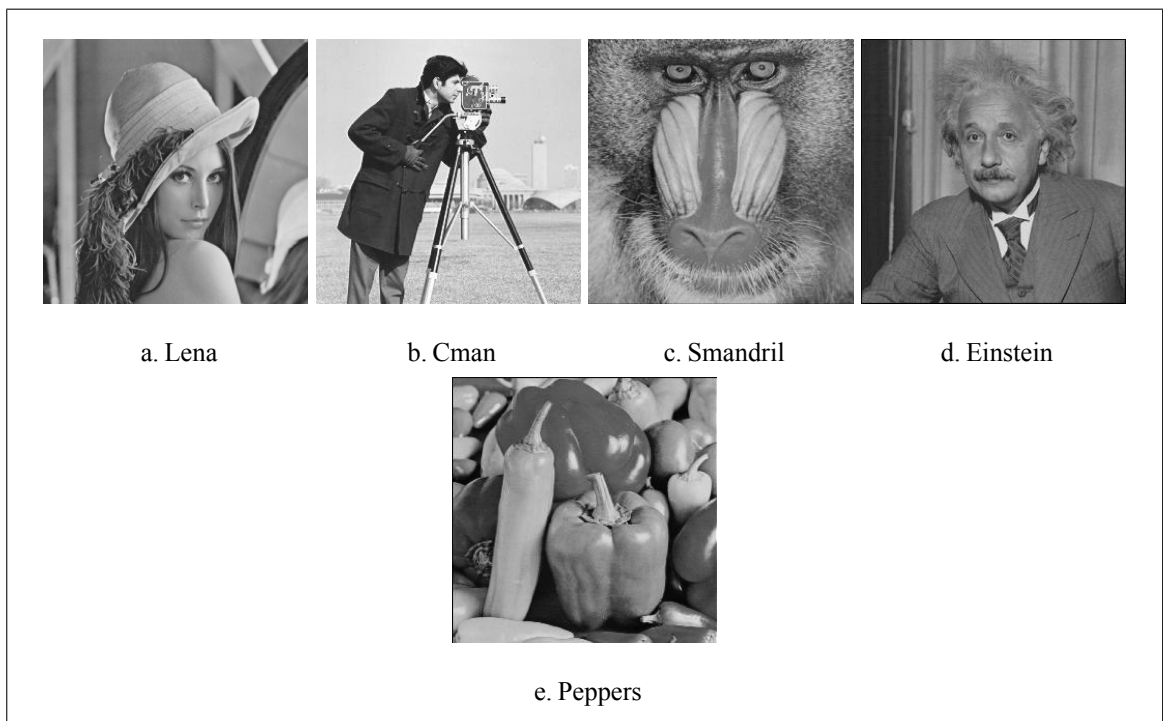 a. Lena
b. Cman
c. Smandril
d. Einstein
e. Peppers